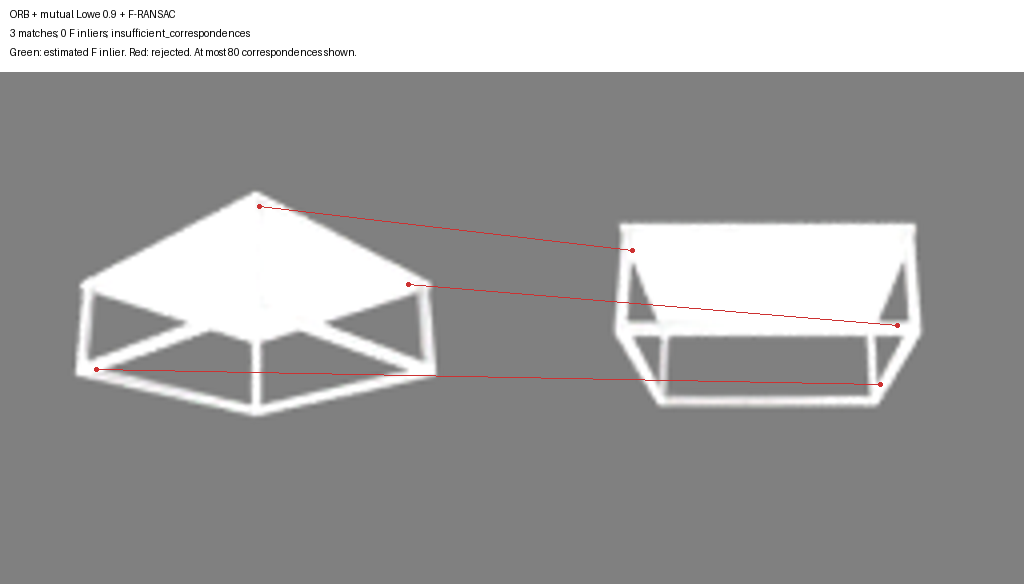 ORB + mutual Lowe 0.9 + F-RANSAC
3 matches; 0 F inliers; insufficient_correspondences
Green: estimated F inlier. Red: rejected. At most 80 correspondences shown.